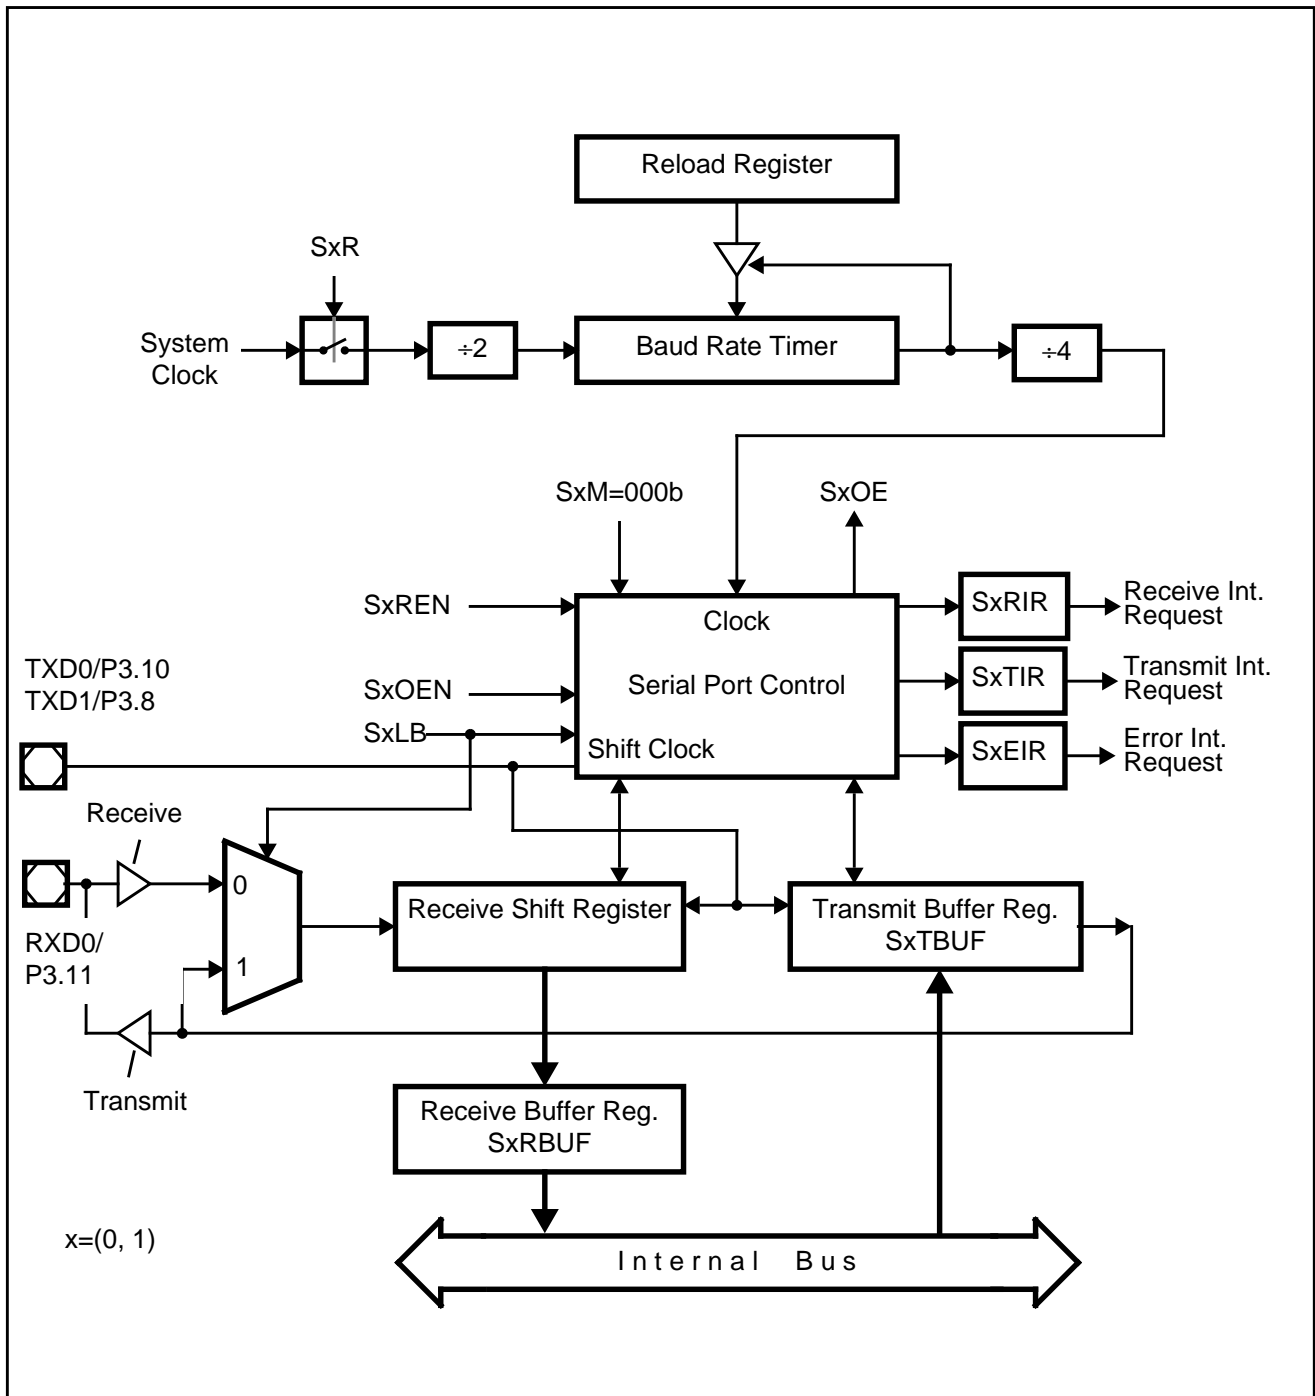 Reload Register
SxR
System
Clock
÷2
Baud Rate Timer
÷4
SxM=000b
SxOE
SxREN
Clock
SxRIR
Receive Int.
Request
TXD0/P3.10
TXD1/P3.8
SxOEN
Serial Port Control
SxTIR
Transmit Int.
Request
SxLB
Shift Clock
SxEIR
Error Int.
Request
Receive
0
Receive Shift Register
Transmit Buffer Reg.
SxTBUF
RXD0/
P3.11
1
Transmit
Receive Buffer Reg.
SxRBUF
x=(0, 1)
Internal Bus